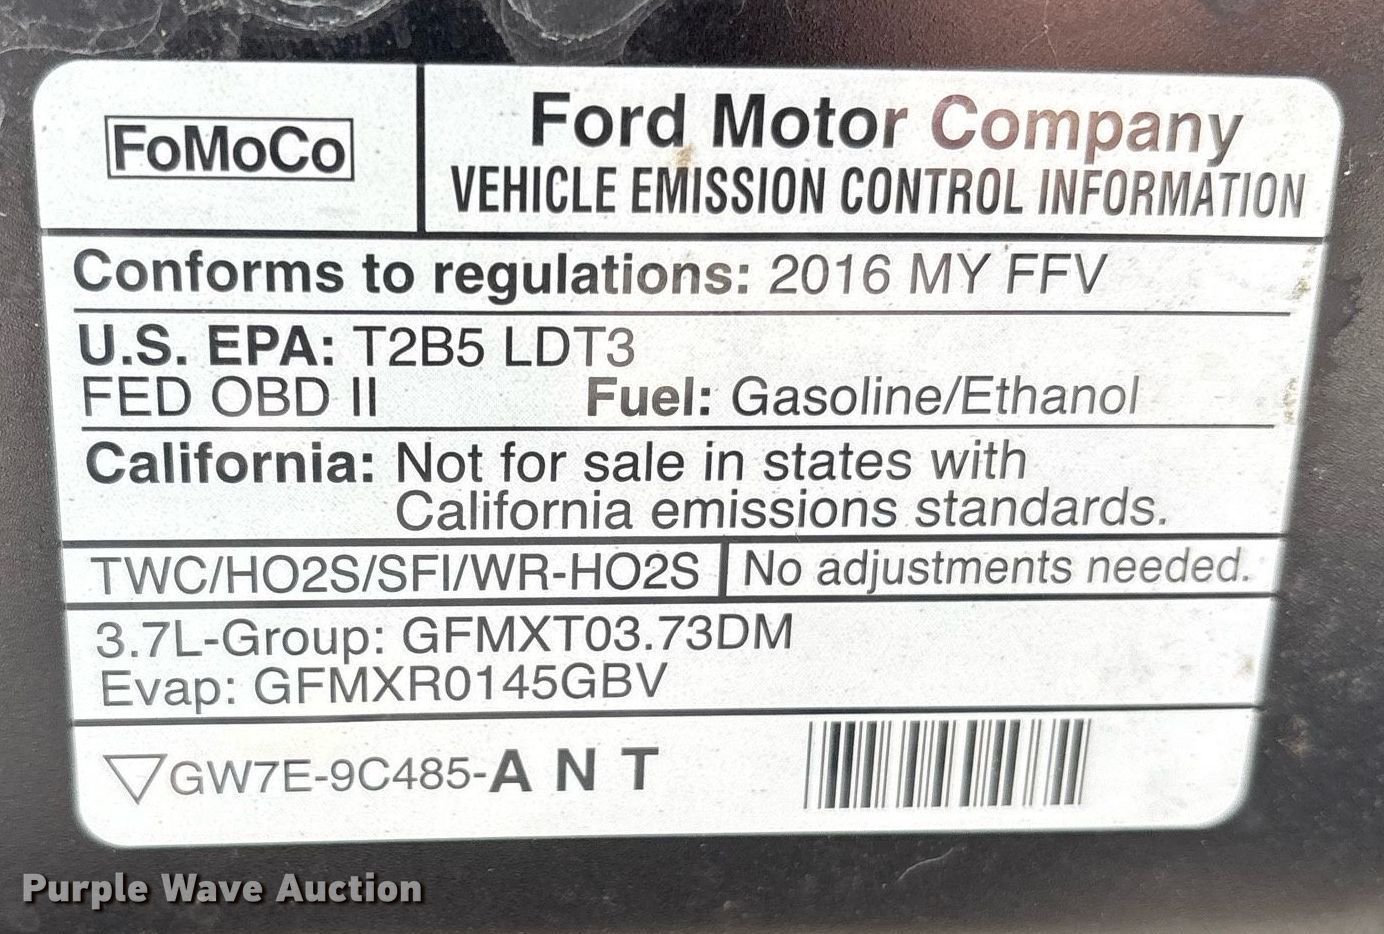 FoMoCo
Ford Motor Company
VEHICLE EMISSION CONTROL INFORMATION
Conforms to regulations: 2016 MY FFV
U.S. EPA: T2B5 LDT3
FED OBD II Fuel: Gasoline/Ethanol
California: Not for sale in states with
California emissions standards.
TWC/HO2S/SFI/WR-HO2S No adjustments needed.
3.7L-Group: GFMXT03.73DM
Evap: GFMXR0145GBV
GW7E-9C485-A N T
Purple Wave Auction